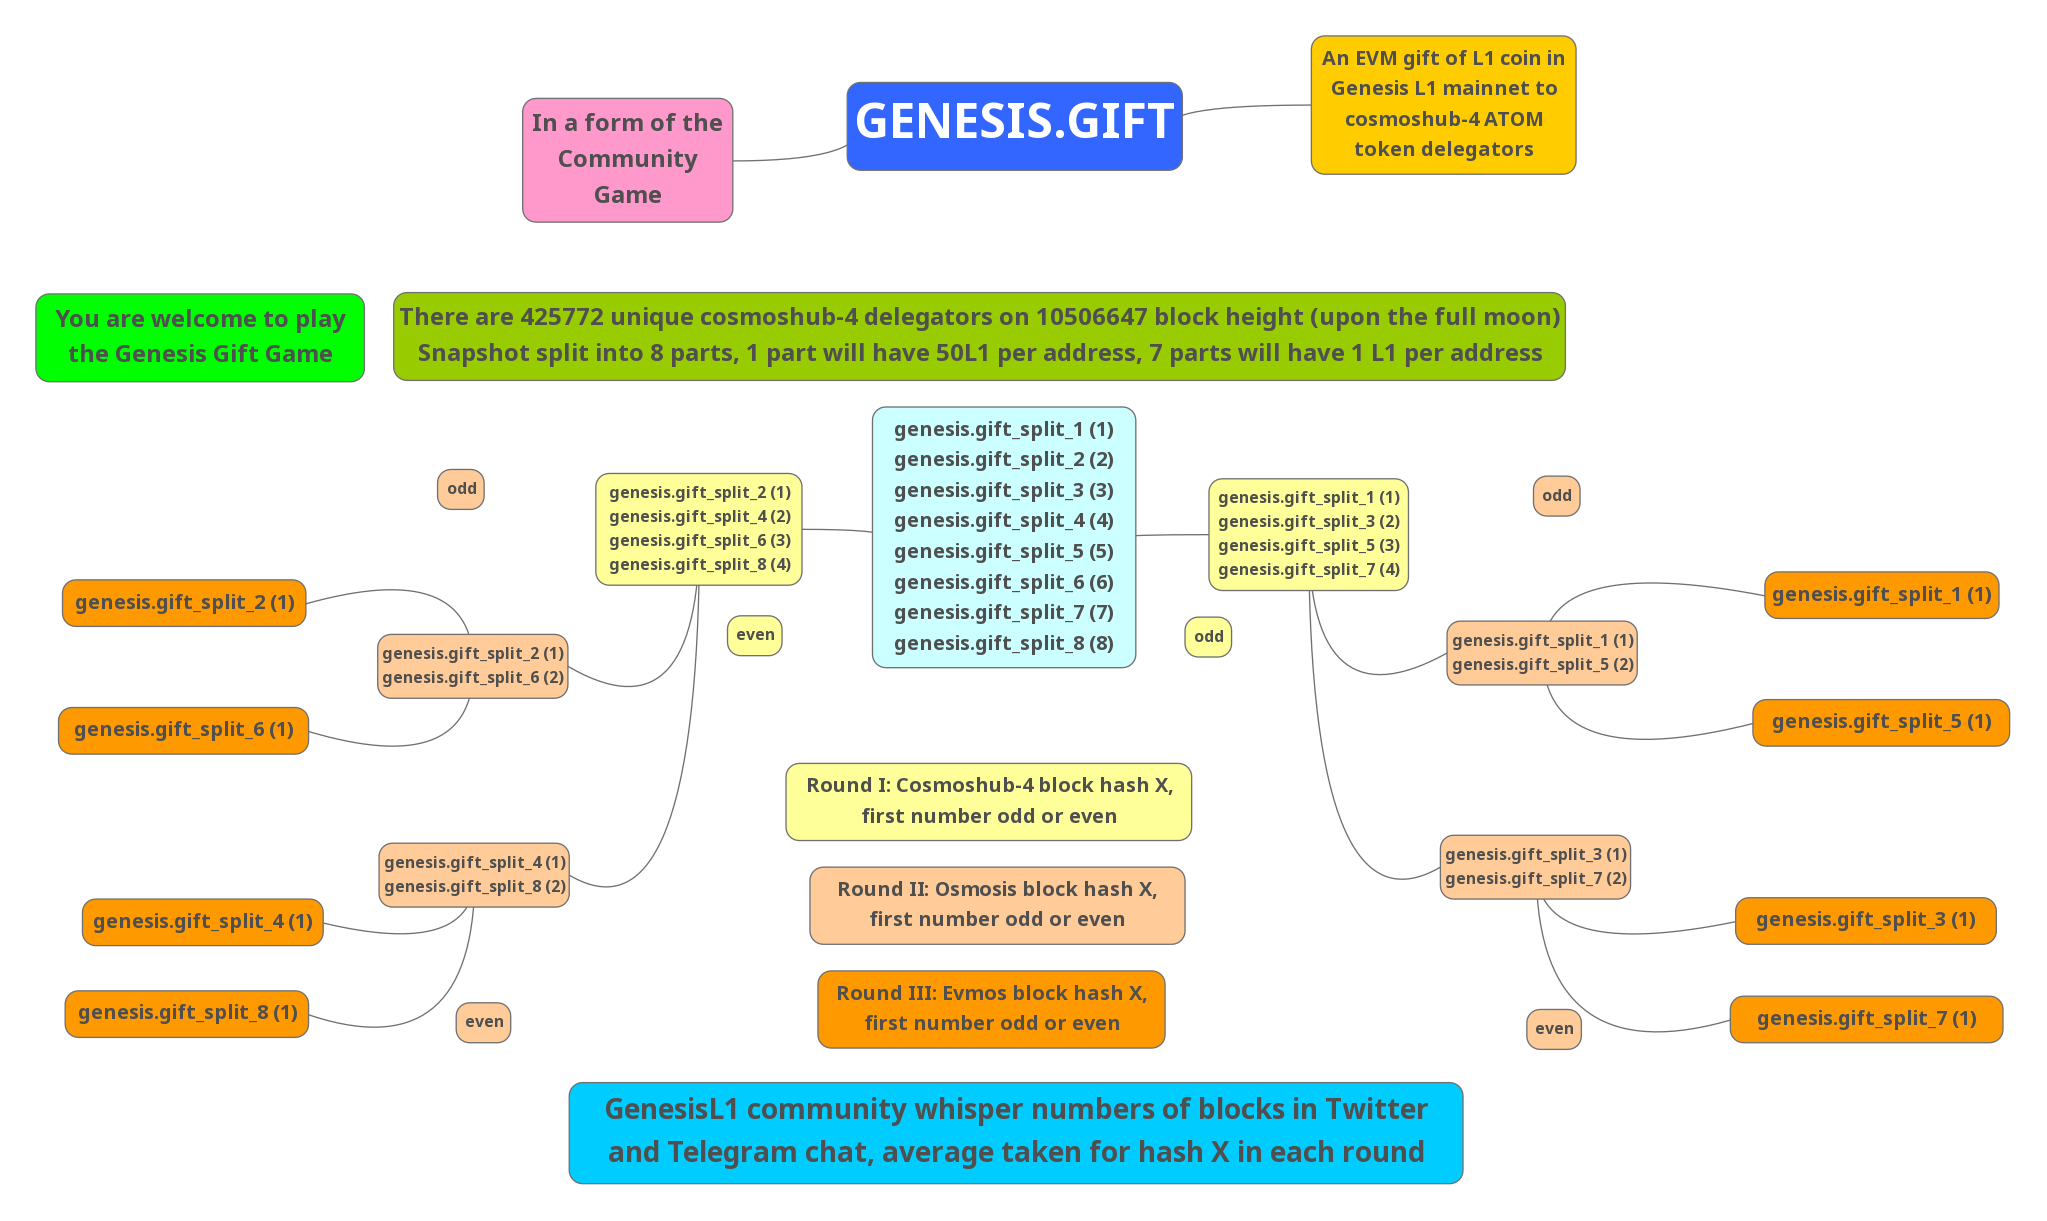 In a form of the
Community
Game
GENESIS.GIFT
An EVM gift of L1 coin in
Genesis L1 mainnet to
cosmoshub-4 ATOM
token delegators
You are welcome to play
the Genesis Gift Game
There are 425772 unique cosmoshub-4 delegators on 10506647 block height (upon the full moon)
Snapshot split into 8 parts, 1 part will have 50L1 per address, 7 parts will have 1 L1 per address
genesis.gift_split_1 (1)
genesis.gift_split_2 (2)
genesis.gift_split_3 (3)
genesis.gift_split_4 (4)
genesis.gift_split_5 (5)
genesis.gift_split_6 (6)
genesis.gift_split_7 (7)
genesis.gift_split_8 (8)
odd
genesis.gift_split_2 (1)
genesis.gift_split_4 (2)
genesis.gift_split_6 (3)
genesis.gift_split_8 (4)
even
genesis.gift_split_2 (1)
genesis.gift_split_2 (1)
genesis.gift_split_6 (2)
genesis.gift_split_6 (1)
genesis.gift_split_4 (1)
genesis.gift_split_8 (2)
genesis.gift_split_4 (1)
genesis.gift_split_8 (1)
even
genesis.gift_split_1 (1)
genesis.gift_split_3 (2)
genesis.gift_split_5 (3)
genesis.gift_split_7 (4)
odd
odd
genesis.gift_split_1 (1)
genesis.gift_split_1 (1)
genesis.gift_split_5 (2)
genesis.gift_split_5 (1)
genesis.gift_split_3 (1)
genesis.gift_split_7 (2)
genesis.gift_split_3 (1)
genesis.gift_split_7 (1)
even
Round I: Cosmoshub-4 block hash X,
first number odd or even
Round II: Osmosis block hash X,
first number odd or even
Round III: Evmos block hash X,
first number odd or even
GenesisL1 community whisper numbers of blocks in Twitter
and Telegram chat, average taken for hash X in each round